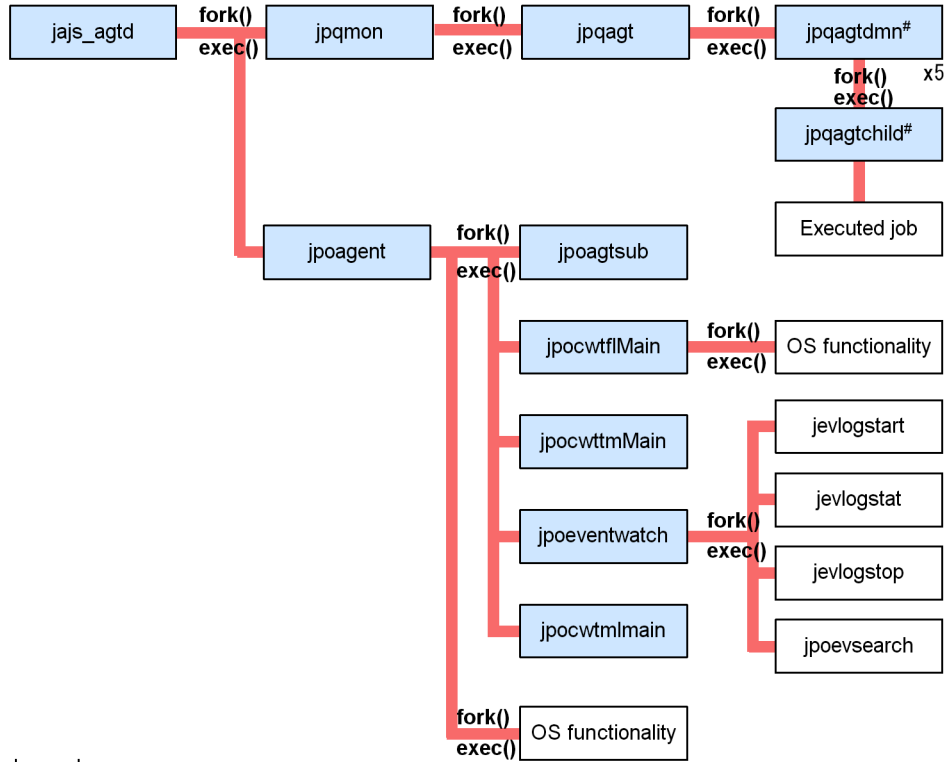 jajs_agtd
fork()
exec()
jpqmon
fork()
exec()
jpqagt
fork()
exec()
jpqagtdmn#
x5
fork()
exec()
jpqagtchild#
Executed job
jpoagent
fork()
exec()
jpoagtsub
jpocwtflMain
fork()
exec()
OS functionality
jpocwttmMain
jpoeventwatch
fork()
exec()
jevlogstart
jevlogstat
jevlogstop
jpoevsearch
jpocwtmlmain
fork()
exec()
OS functionality